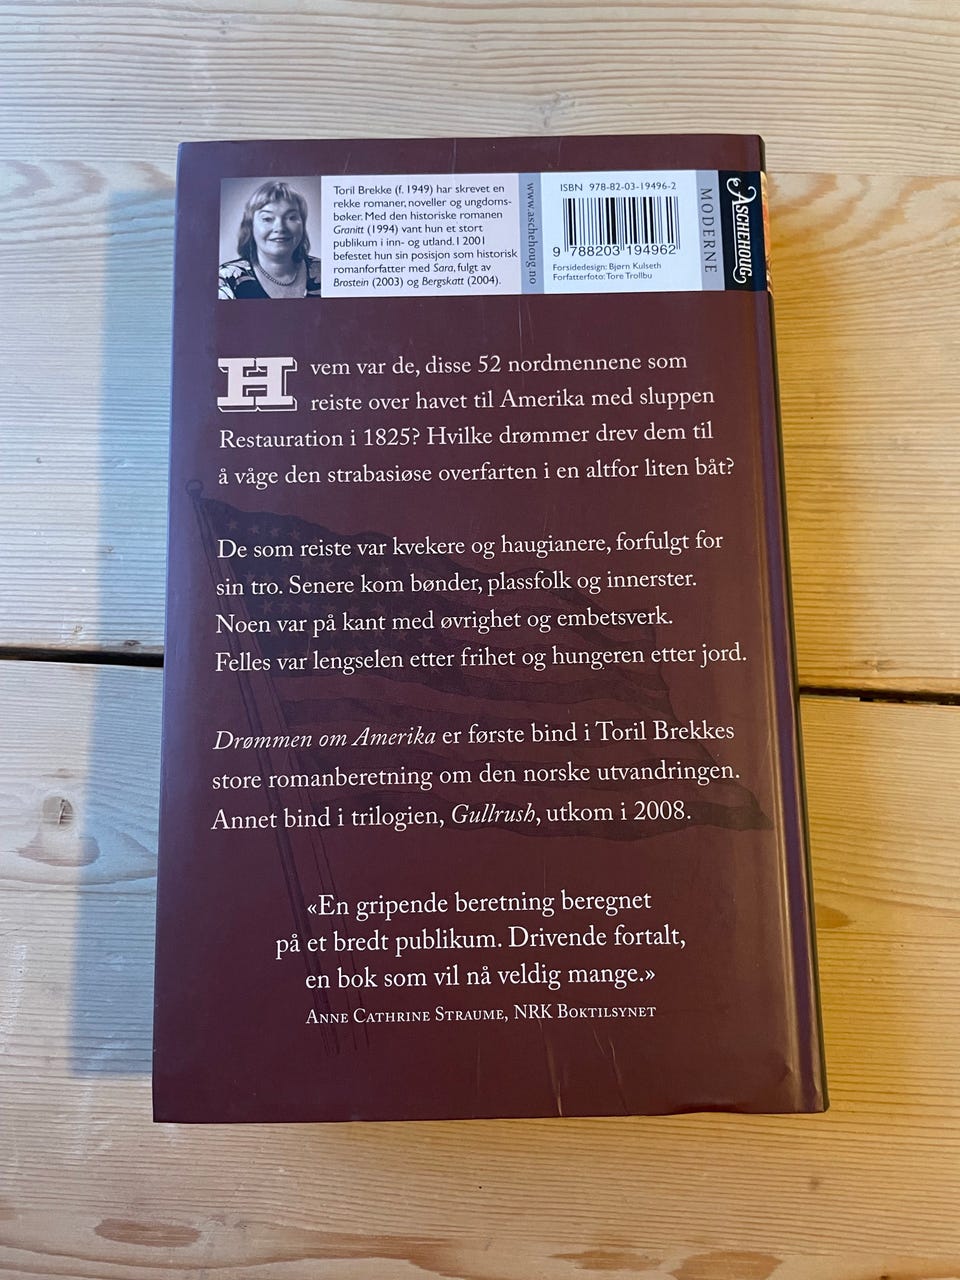 Toril Brekke (f. 1949) har skrevet en
rekke romaner, noveller og ungdoms-
bøker. Med den historiske romanen
Granitt (1994) vant hun et stort
publikum i inn- og utland. I 2001
befestet hun sin posisjon som historisk
romanforfatter med Sara, fulgt av
Brostein (2003) og Bergskatt (2004).
www.aschehoug.no
ISBN 978-82-03-19496-2
9 788203 194962
Forsidedesign: Bjørn Kulseth
Forfatterfoto: Tore Trollbu
MODERNE
ASCHEHOUG
Hvem var de, disse 52 nordmennene som
reiste over havet til Amerika med sluppen
Restauration i 1825? Hvilke drømmer drev dem til
å våge den strabasiøse overfarten i en altfor liten båt?
De som reiste var kvekere og haugianere, forfulgt for
sin tro. Senere kom bønder, plassfolk og innerster.
Noen var på kant med øvrighet og embetsverk.
Felles var lengselen etter frihet og hungeren etter jord.
Drømmen om Amerika er første bind i Toril Brekkes
store romanberetning om den norske utvandringen.
Annet bind i trilogien, Gullrush, utkom i 2008.
«En gripende beretning beregnet
på et bredt publikum. Drivende fortalt,
en bok som vil nå veldig mange.»
ANNE CATHRINE STRAUME, NRK BOKTILSYNET